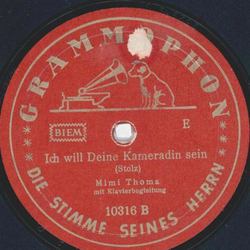 GRAMMOPHON
BIEM
E
Ich will Deine Kameradin sein
(Stolz)
Mimi Thoma
mit Klavierbegleitung
10316 B
DIE STIMME SEINES HERRN